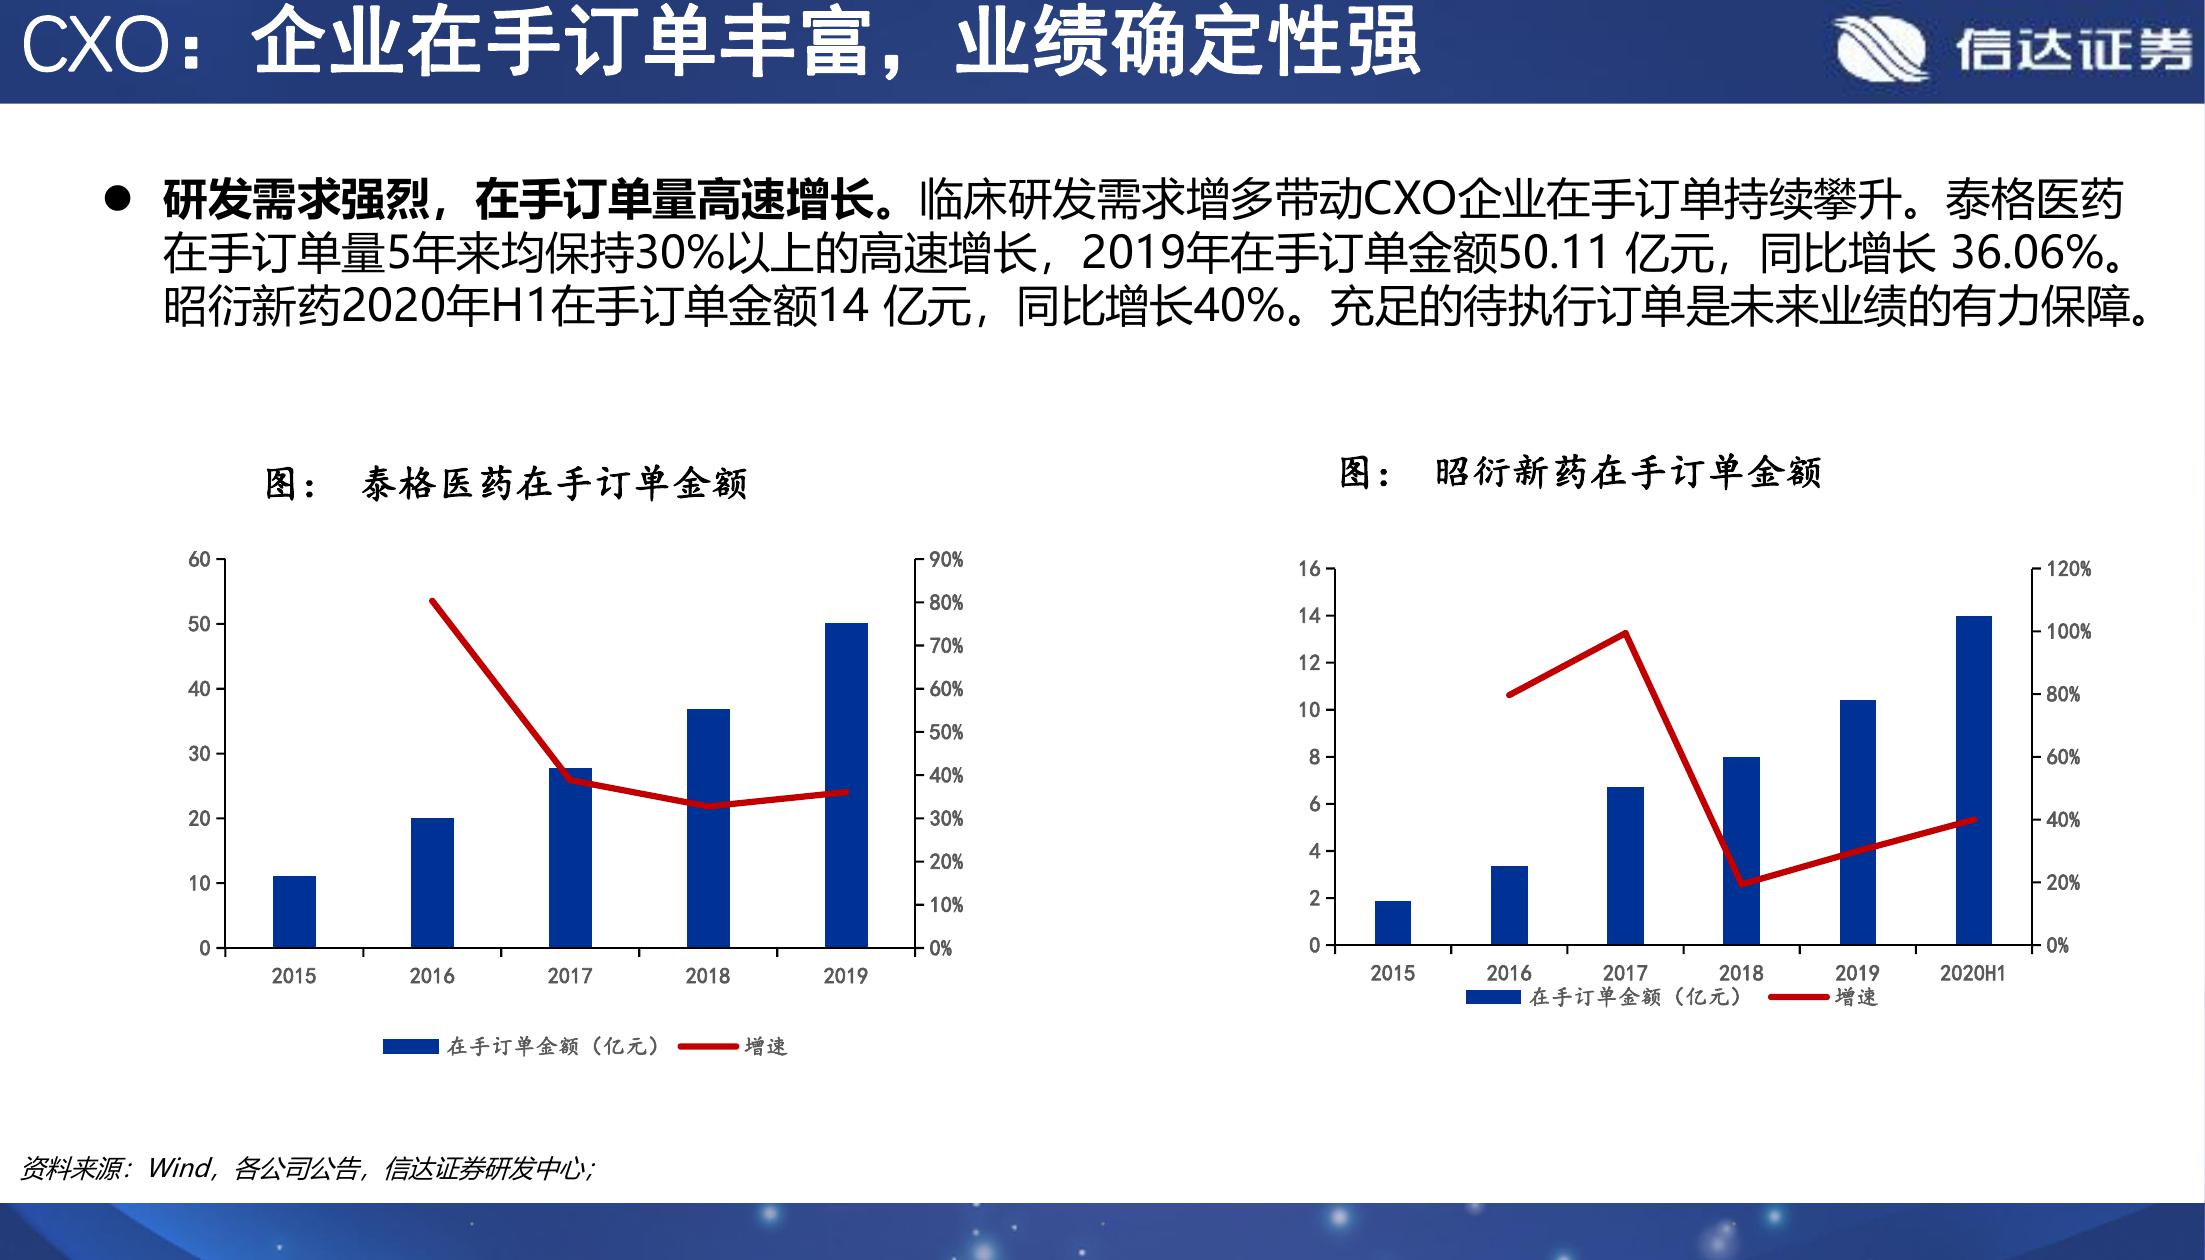 CXO：企业在手订单丰富，业绩确定性强
信达证券
● 研发需求强烈，在手订单量高速增长。临床研发需求增多带动CXO企业在手订单持续攀升。泰格医药
在手订单量5年来均保持30%以上的高速增长，2019年在手订单金额50.11 亿元，同比增长 36.06%。
昭衍新药2020年H1在手订单金额14 亿元，同比增长40%。充足的待执行订单是未来业绩的有力保障。
图： 泰格医药在手订单金额
60
50
40
30
20
10
0
90%
80%
70%
60%
50%
40%
30%
20%
10%
0%
2015 2016 2017 2018 2019
在手订单金额（亿元） 增速
图： 昭衍新药在手订单金额
16
14
12
10
8
6
4
2
0
120%
100%
80%
60%
40%
20%
0%
2015 2016 2017 2018 2019 2020H1
在手订单金额（亿元） 增速
资料来源：Wind，各公司公告，信达证券研发中心；